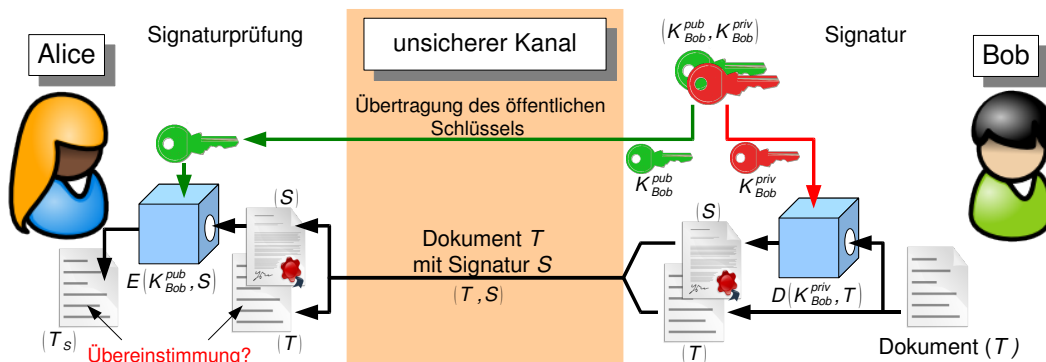 Alice
Signaturprüfung
unsicherer Kanal
(K_Bob^pub, K_Bob^priv)
Signatur
Bob
Übertragung des öffentlichen
Schlüssels
K_Bob^pub
K_Bob^priv
(S)
(S)
Dokument T
mit Signatur S
(T, S)
E(K_Bob^pub, S)
D(K_Bob^priv, T)
(T_S)
Übereinstimmung?
(T)
(T)
Dokument (T)